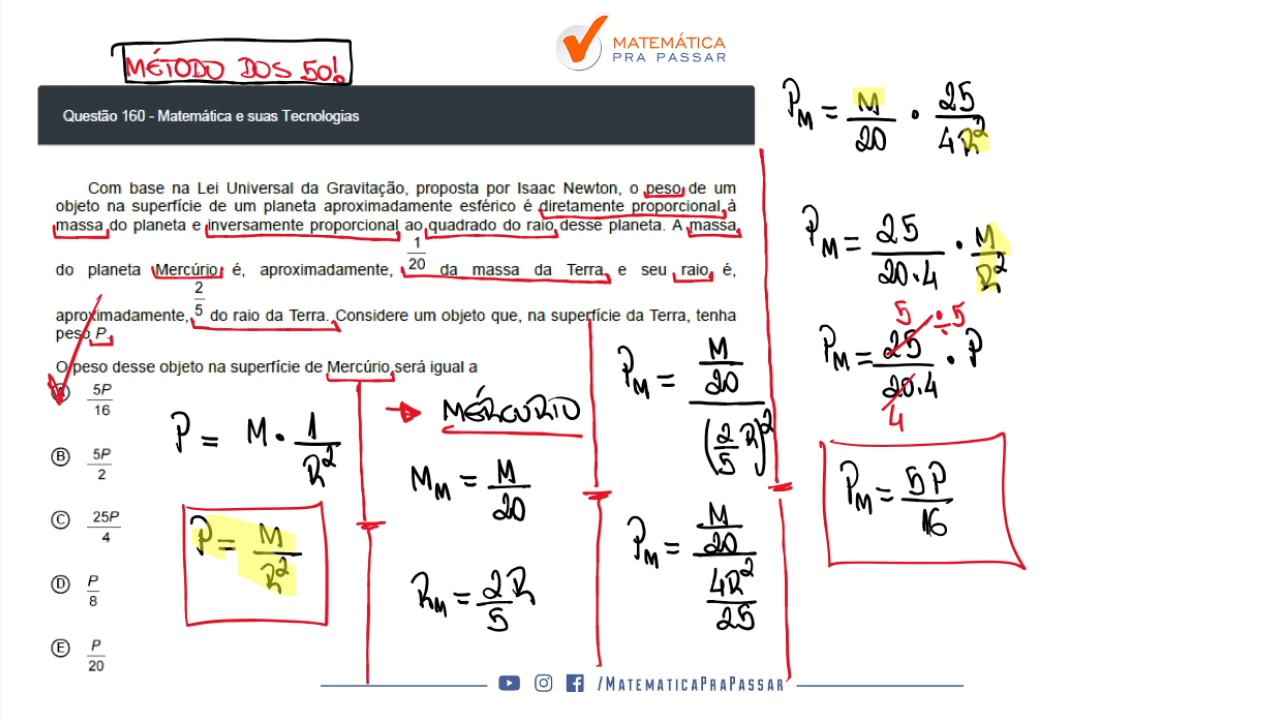 MÉTODO DOS 50!
MATEMÁTICA
PRA PASSAR
Questão 160 - Matemática e suas Tecnologias
Com base na Lei Universal da Gravitação, proposta por Isaac Newton, o peso de um
objeto na superfície de um planeta aproximadamente esférico é diretamente proporcional à
massa do planeta e inversamente proporcional ao quadrado do raio desse planeta. A massa
do planeta Mercúrio é, aproximadamente, 1/20 da massa da Terra e seu raio é,
aproximadamente, 2/5 do raio da Terra. Considere um objeto que, na superfície da Terra, tenha
peso P.
O peso desse objeto na superfície de Mercúrio será igual a
A 5P/16
B 5P/2
C 25P/4
D P/8
E P/20
P = M · 1/R²
P = M/R²
→ MÉRCURIO
M_M = M/20
R_M = 2/5 R
P_M = (M/20)/(2/5 R)²
P_M = (M/20)/(4R²/25)
P_M = M/20 · 25/4R²
P_M = 25/20·4 · M/R²
5 ÷5
P_M = 25/20·4 · P
4
P_M = 5P/16
/MatematicaPraPassar